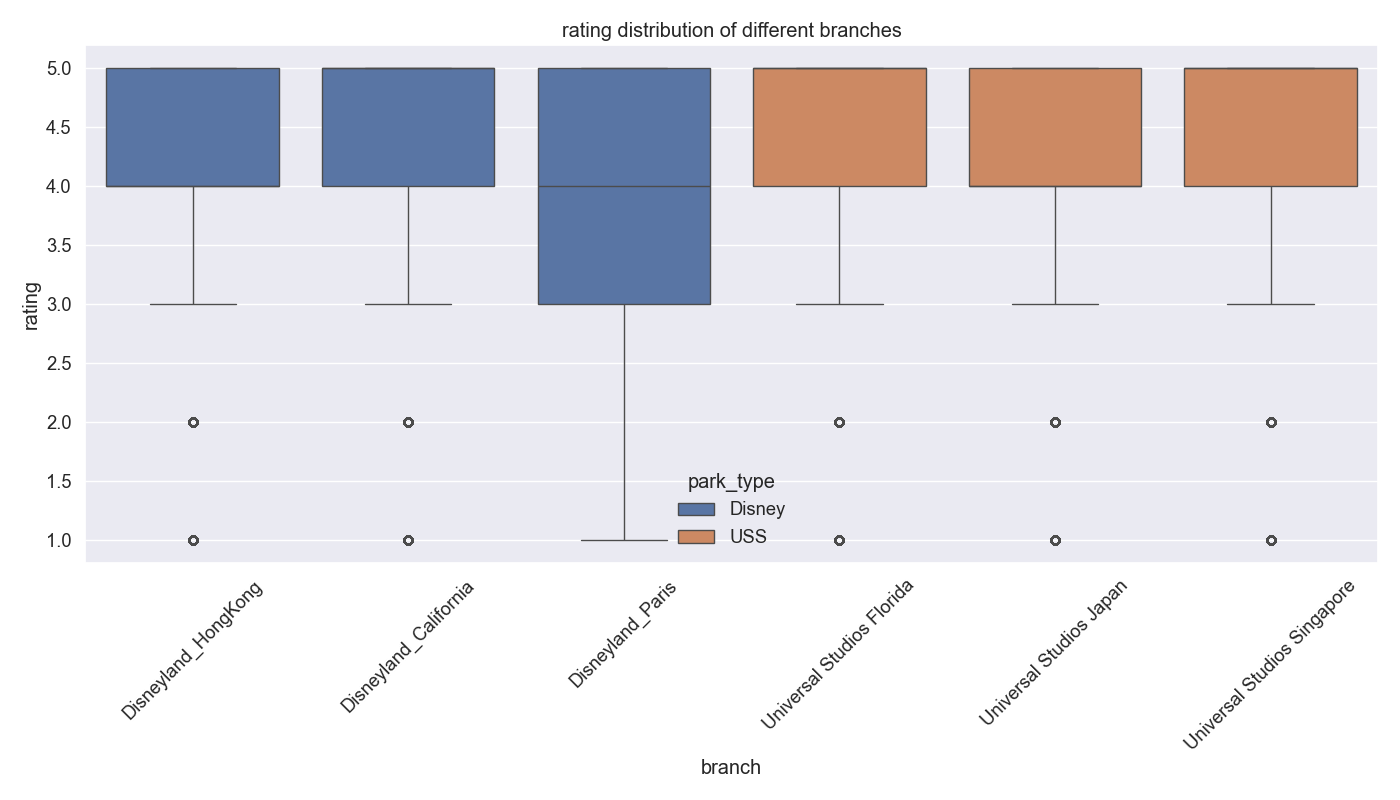 rating distribution of different branches
5.0
4.5
4.0
3.5
3.0
2.5
2.0
1.5
1.0
rating
park_type
Disney
USS
Disneyland_HongKong
Disneyland_California
Disneyland_Paris
Universal Studios Florida
Universal Studios Japan
Universal Studios Singapore
branch